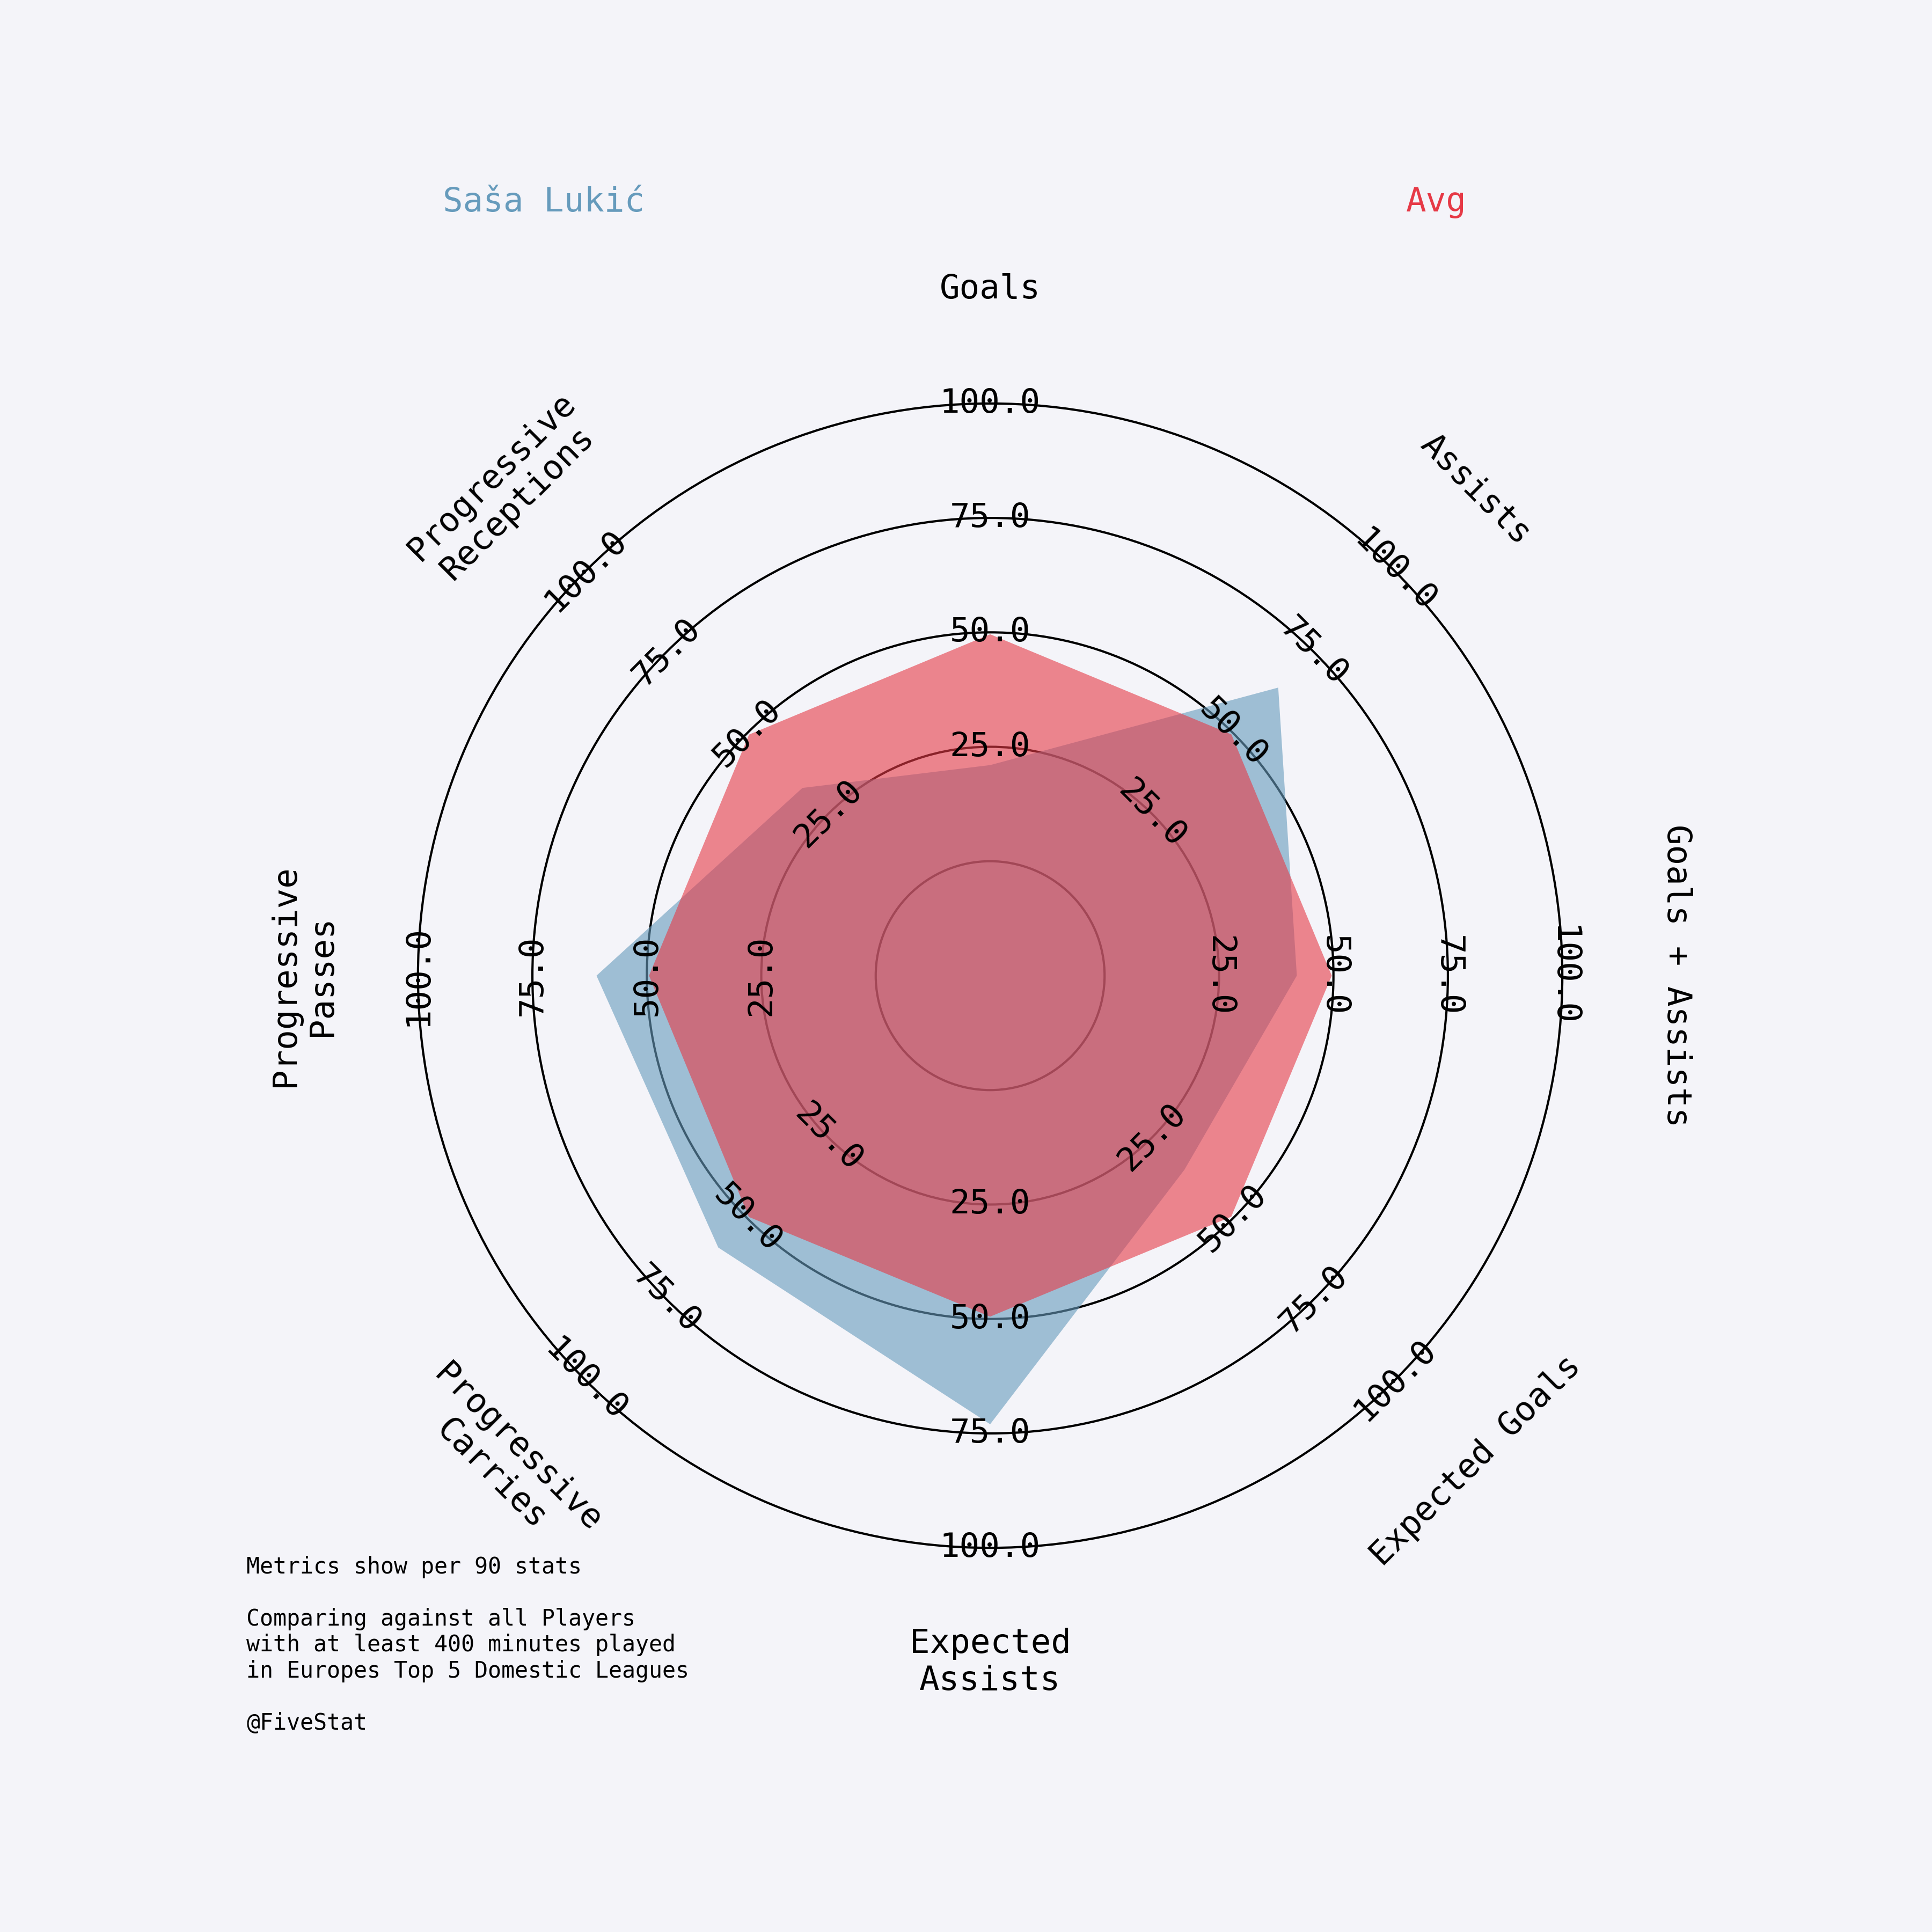 Saša Lukić
Avg
Goals
Assists
Goals + Assists
Expected Goals
Expected
Assists
Progressive
Carries
Progressive
Passes
Progressive
Receptions
25.0
50.0
75.0
100.0
25.0
50.0
75.0
100.0
25.0
50.0
75.0
100.0
25.0
50.0
75.0
100.0
25.0
50.0
75.0
100.0
25.0
50.0
75.0
100.0
25.0
50.0
75.0
100.0
25.0
50.0
75.0
100.0
Metrics show per 90 stats
Comparing against all Players
with at least 400 minutes played
in Europes Top 5 Domestic Leagues
@FiveStat